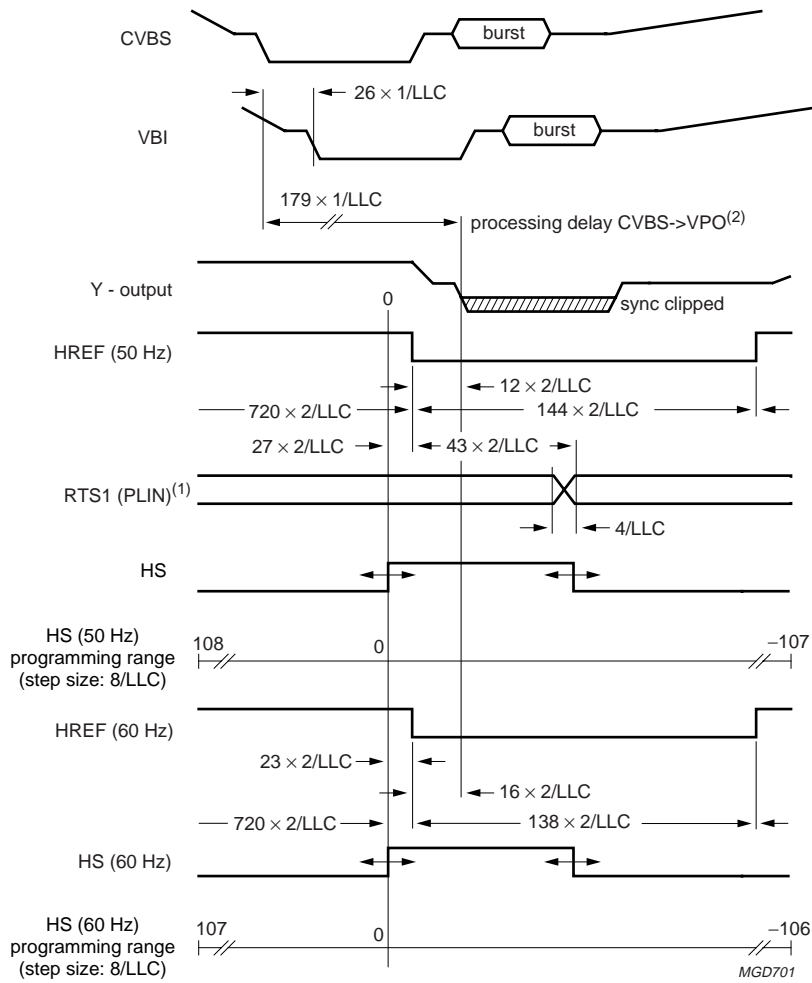 CVBS
burst
26 × 1/LLC
VBI
burst
179 × 1/LLC
processing delay CVBS->VPO(2)
Y - output
0
sync clipped
HREF (50 Hz)
12 × 2/LLC
720 × 2/LLC
144 × 2/LLC
27 × 2/LLC
43 × 2/LLC
RTS1 (PLIN)(1)
4/LLC
HS
HS (50 Hz)
programming range
(step size: 8/LLC)
108
0
−107
HREF (60 Hz)
23 × 2/LLC
16 × 2/LLC
720 × 2/LLC
138 × 2/LLC
HS (60 Hz)
HS (60 Hz)
programming range
(step size: 8/LLC)
107
0
−106
MGD701